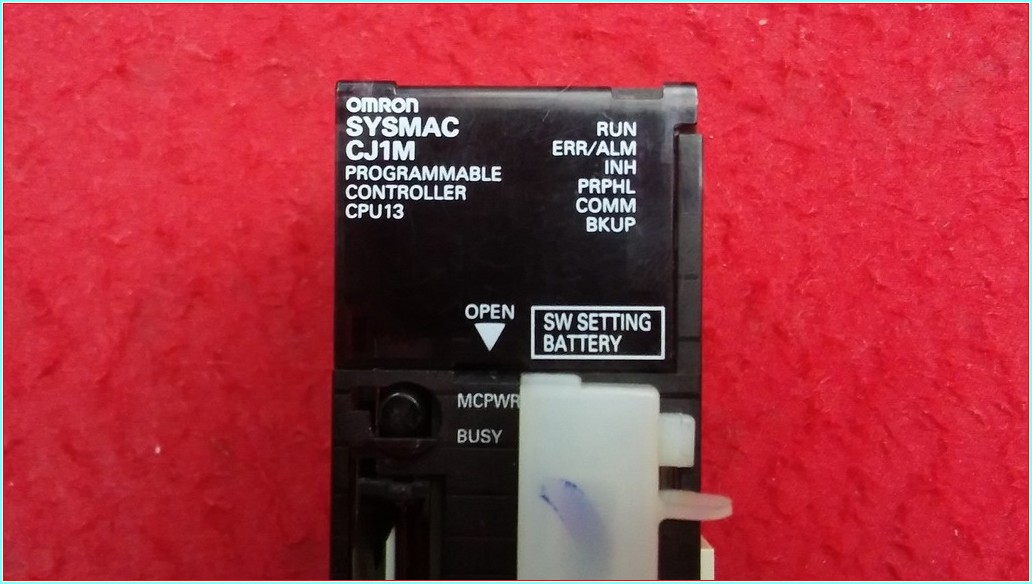 OMRON
SYSMAC
CJ1M
PROGRAMMABLE
CONTROLLER
CPU13
RUN
ERR/ALM
INH
PRPHL
COMM
BKUP
OPEN
SW SETTING
BATTERY
MCPWR
BUSY